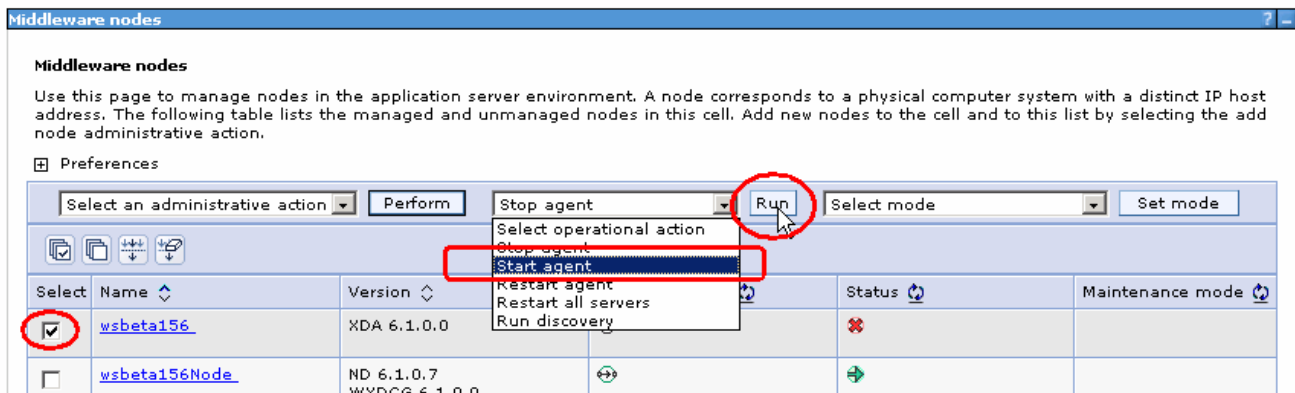 Middleware nodes
? _
Middleware nodes
Use this page to manage nodes in the application server environment. A node corresponds to a physical computer system with a distinct IP host
address. The following table lists the managed and unmanaged nodes in this cell. Add new nodes to the cell and to this list by selecting the add
node administrative action.
Preferences
Select an administrative action Perform Stop agent Run Select mode Set mode
Select operational action
Stop agent
Start agent
Restart agent
Restart all servers
Run discovery
Select Name Version Status Maintenance mode
wsbeta156 XDA 6.1.0.0
wsbeta156Node ND 6.1.0.7
WXDCG 6.1.0.0